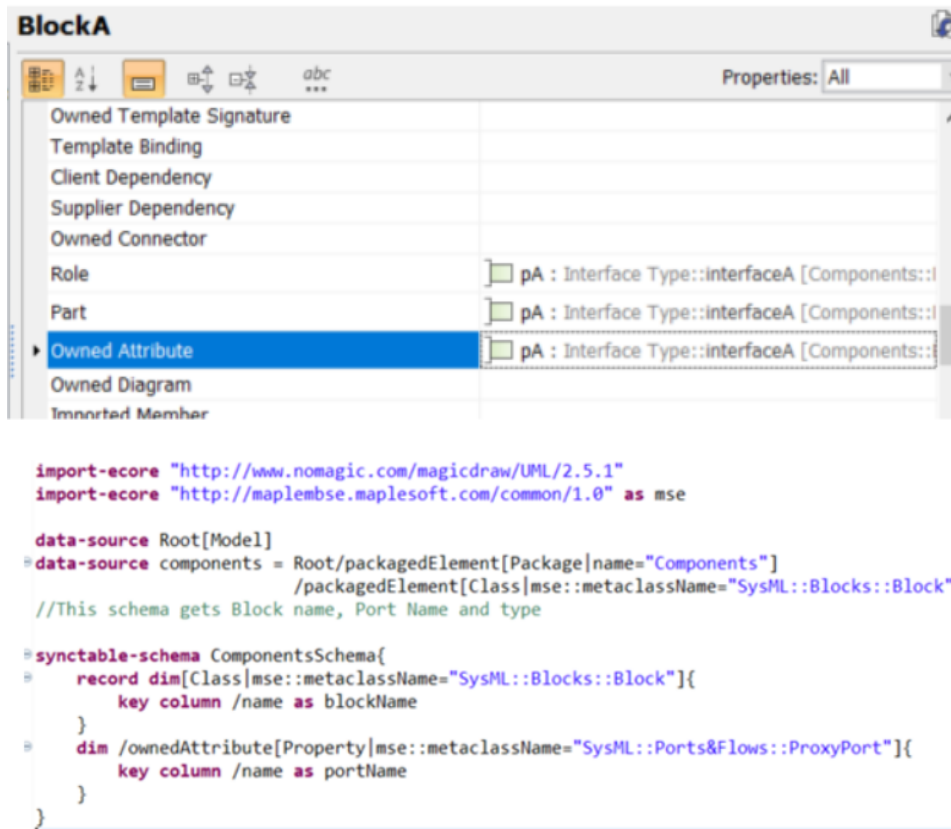 BlockA
A
Z
abc
Properties: All
Owned Template Signature
Template Binding
Client Dependency
Supplier Dependency
Owned Connector
Role pA : Interface Type::interfaceA [Components::
Part pA : Interface Type::interfaceA [Components::
Owned Attribute pA : Interface Type::interfaceA [Components::
Owned Diagram
Imported Member
import-ecore "http://www.nomagic.com/magicdraw/UML/2.5.1"
import-ecore "http://maplembse.maplesoft.com/common/1.0" as mse
data-source Root[Model]
data-source components = Root/packagedElement[Package|name="Components"]
/packagedElement[Class|mse::metaclassName="SysML::Blocks::Block"
//This schema gets Block name, Port Name and type
synctable-schema ComponentsSchema{
record dim[Class|mse::metaclassName="SysML::Blocks::Block"]{
key column /name as blockName
}
dim /ownedAttribute[Property|mse::metaclassName="SysML::Ports&Flows::ProxyPort"]{
key column /name as portName
}
}